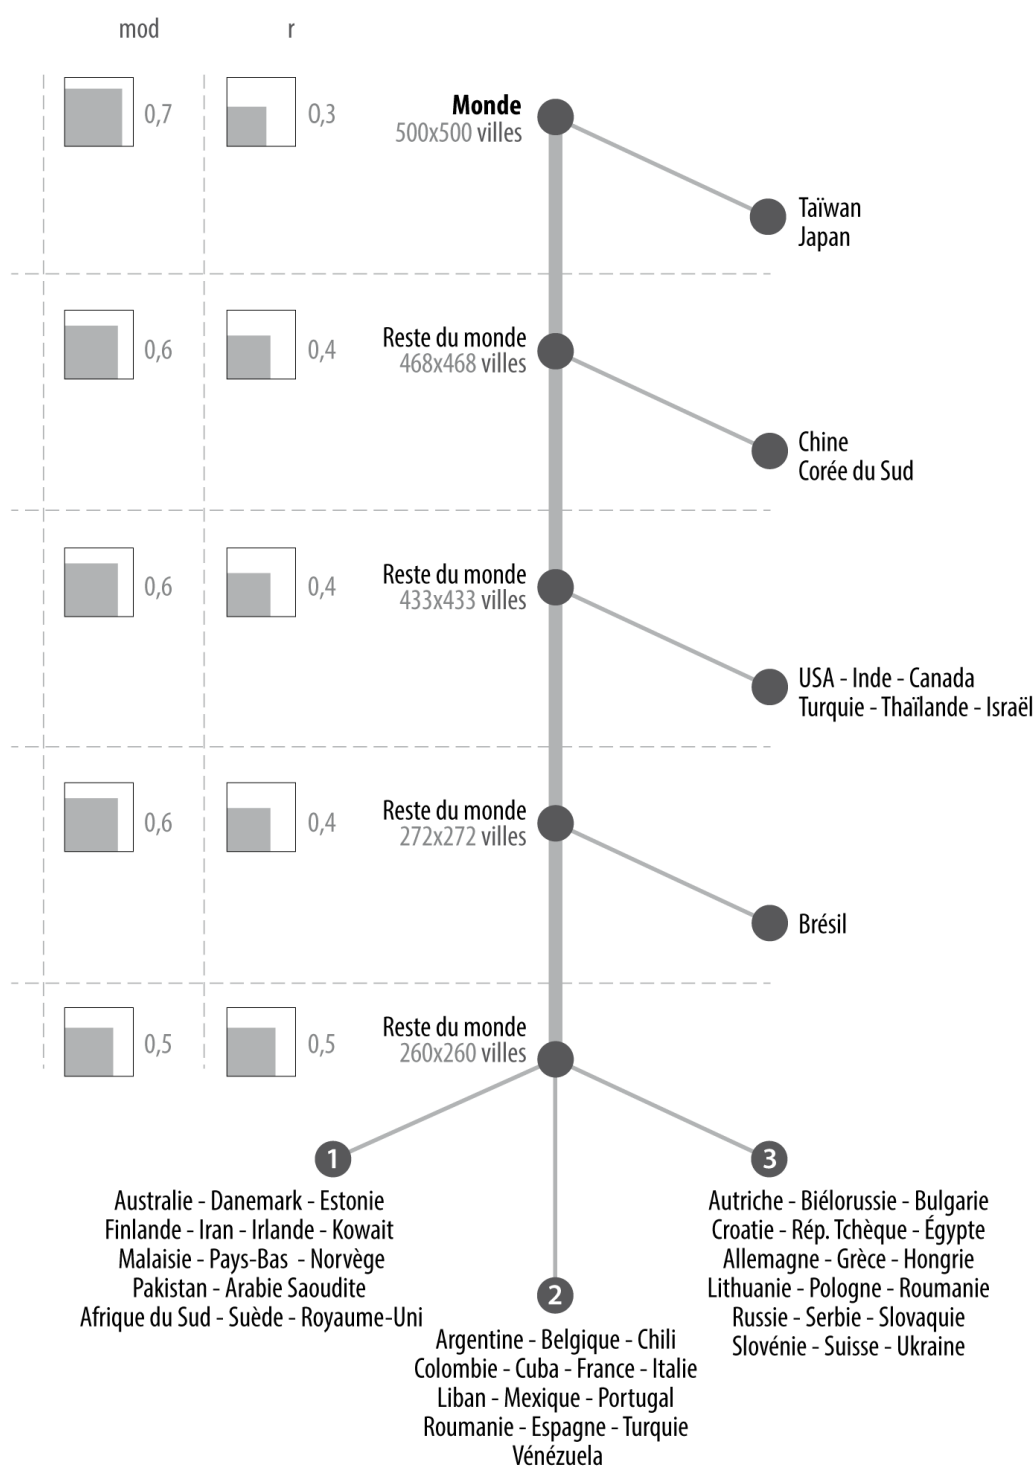 mod r
0,7 0,3 Monde
500x500 villes
Taïwan
Japan
0,6 0,4 Reste du monde
468x468 villes
Chine
Corée du Sud
0,6 0,4 Reste du monde
433x433 villes
USA - Inde - Canada
Turquie - Thaïlande - Israël
0,6 0,4 Reste du monde
272x272 villes
Brésil
0,5 0,5 Reste du monde
260x260 villes
1
Australie - Danemark - Estonie
Finlande - Iran - Irlande - Kowait
Malaisie - Pays-Bas - Norvège
Pakistan - Arabie Saoudite
Afrique du Sud - Suède - Royaume-Uni
2
Argentine - Belgique - Chili
Colombie - Cuba - France - Italie
Liban - Mexique - Portugal
Roumanie - Espagne - Turquie
Vénézuela
3
Autriche - Biélorussie - Bulgarie
Croatie - Rép. Tchèque - Égypte
Allemagne - Grèce - Hongrie
Lithuanie - Pologne - Roumanie
Russie - Serbie - Slovaquie
Slovénie - Suisse - Ukraine